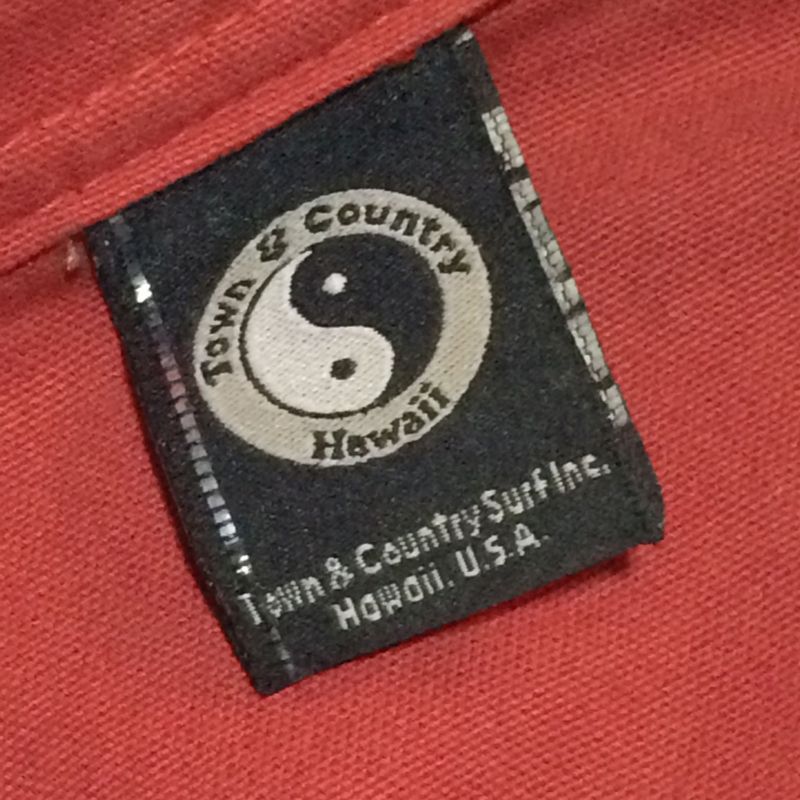 Town & Country
Hawaii
Town & Country Surf Inc.
Hawaii. U.S.A.